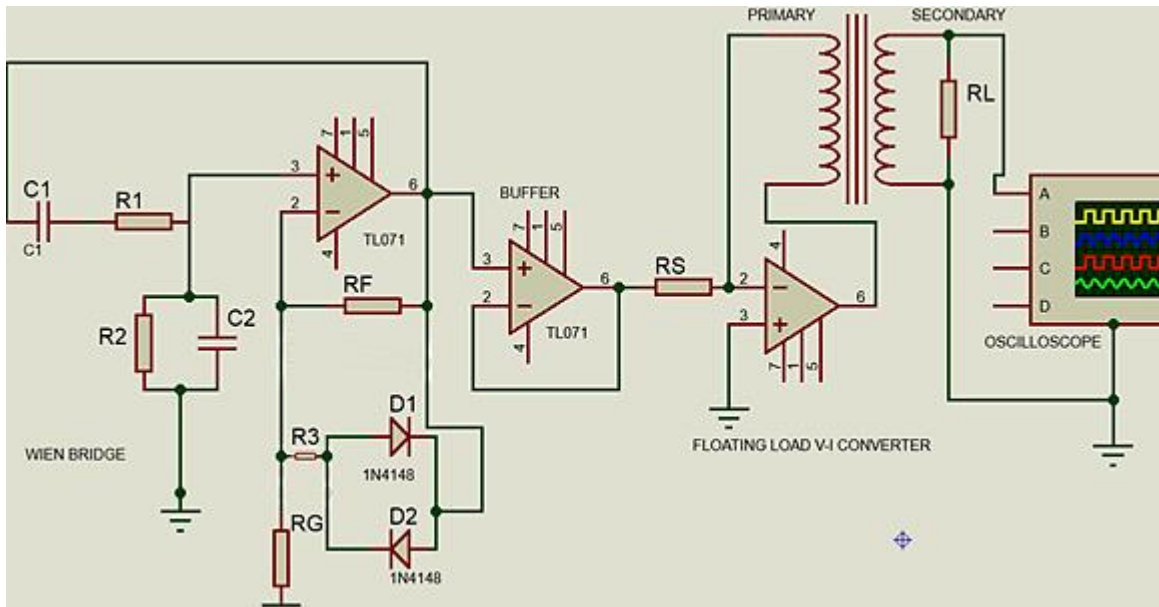 PRIMARY
SECONDARY
RL
C1
C1
R1
3
2
7
1
5
6
4
TL071
BUFFER
3
2
7
1
5
6
4
TL071
RS
2
3
4
6
7
1
5
A
B
C
D
OSCILLOSCOPE
RF
R2
C2
WIEN BRIDGE
FLOATING LOAD V-I CONVERTER
R3
D1
1N4148
D2
1N4148
RG